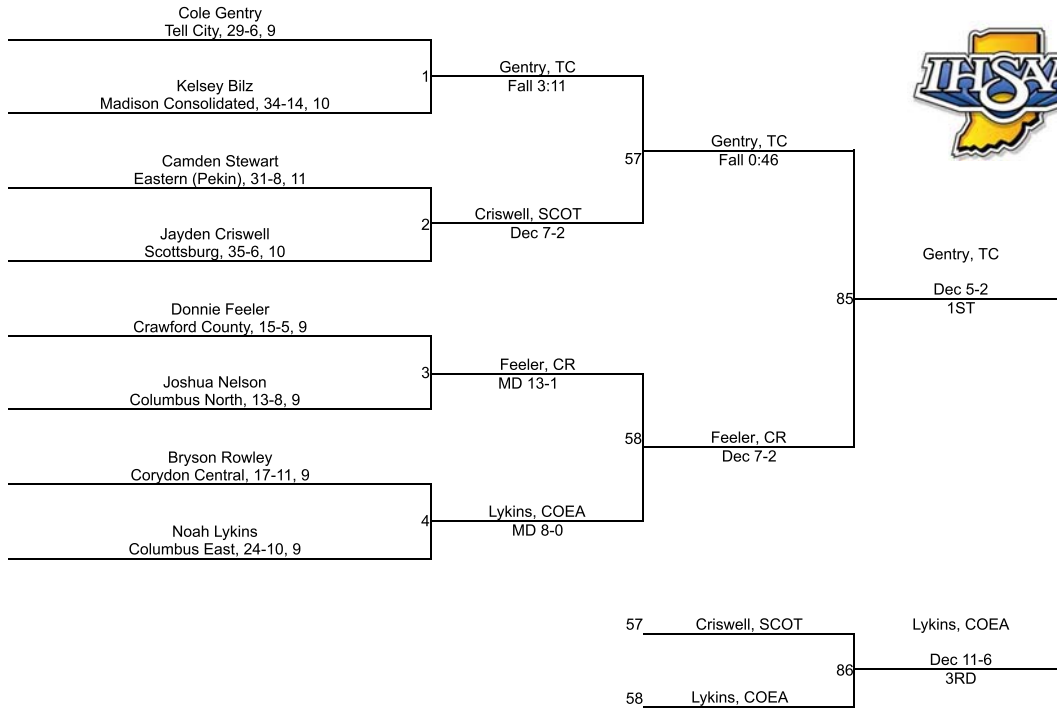 Cole Gentry
Tell City, 29-6, 9
Kelsey Bilz
Madison Consolidated, 34-14, 10
1
Gentry, TC
Fall 3:11
Camden Stewart
Eastern (Pekin), 31-8, 11
Jayden Criswell
Scottsburg, 35-6, 10
2
Criswell, SCOT
Dec 7-2
57
Gentry, TC
Fall 0:46
Donnie Feeler
Crawford County, 15-5, 9
Joshua Nelson
Columbus North, 13-8, 9
3
Feeler, CR
MD 13-1
Bryson Rowley
Corydon Central, 17-11, 9
Noah Lykins
Columbus East, 24-10, 9
4
Lykins, COEA
MD 8-0
58
Feeler, CR
Dec 7-2
85
Gentry, TC
Dec 5-2
1ST
57
Criswell, SCOT
58
Lykins, COEA
86
Lykins, COEA
Dec 11-6
3RD
IHSAA